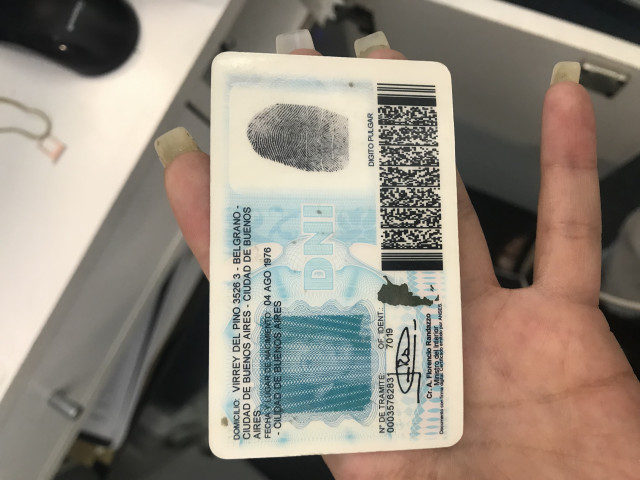 DOMICILIO: VIRREY DEL PINO 3526 3 - BELGRANO -
CIUDAD DE BUENOS AIRES - CIUDAD DE BUENOS
AIRES
FECHA Y LUGAR DE NACIMIENTO: 04 AGO 1976
- CIUDAD DE BUENOS AIRES
DNI
DIGITO PULGAR
N° DE TRAMITE: OF. IDENT.:
00035762831 7019
Cr. A. Florencio Randazzo
Ministro del Interior